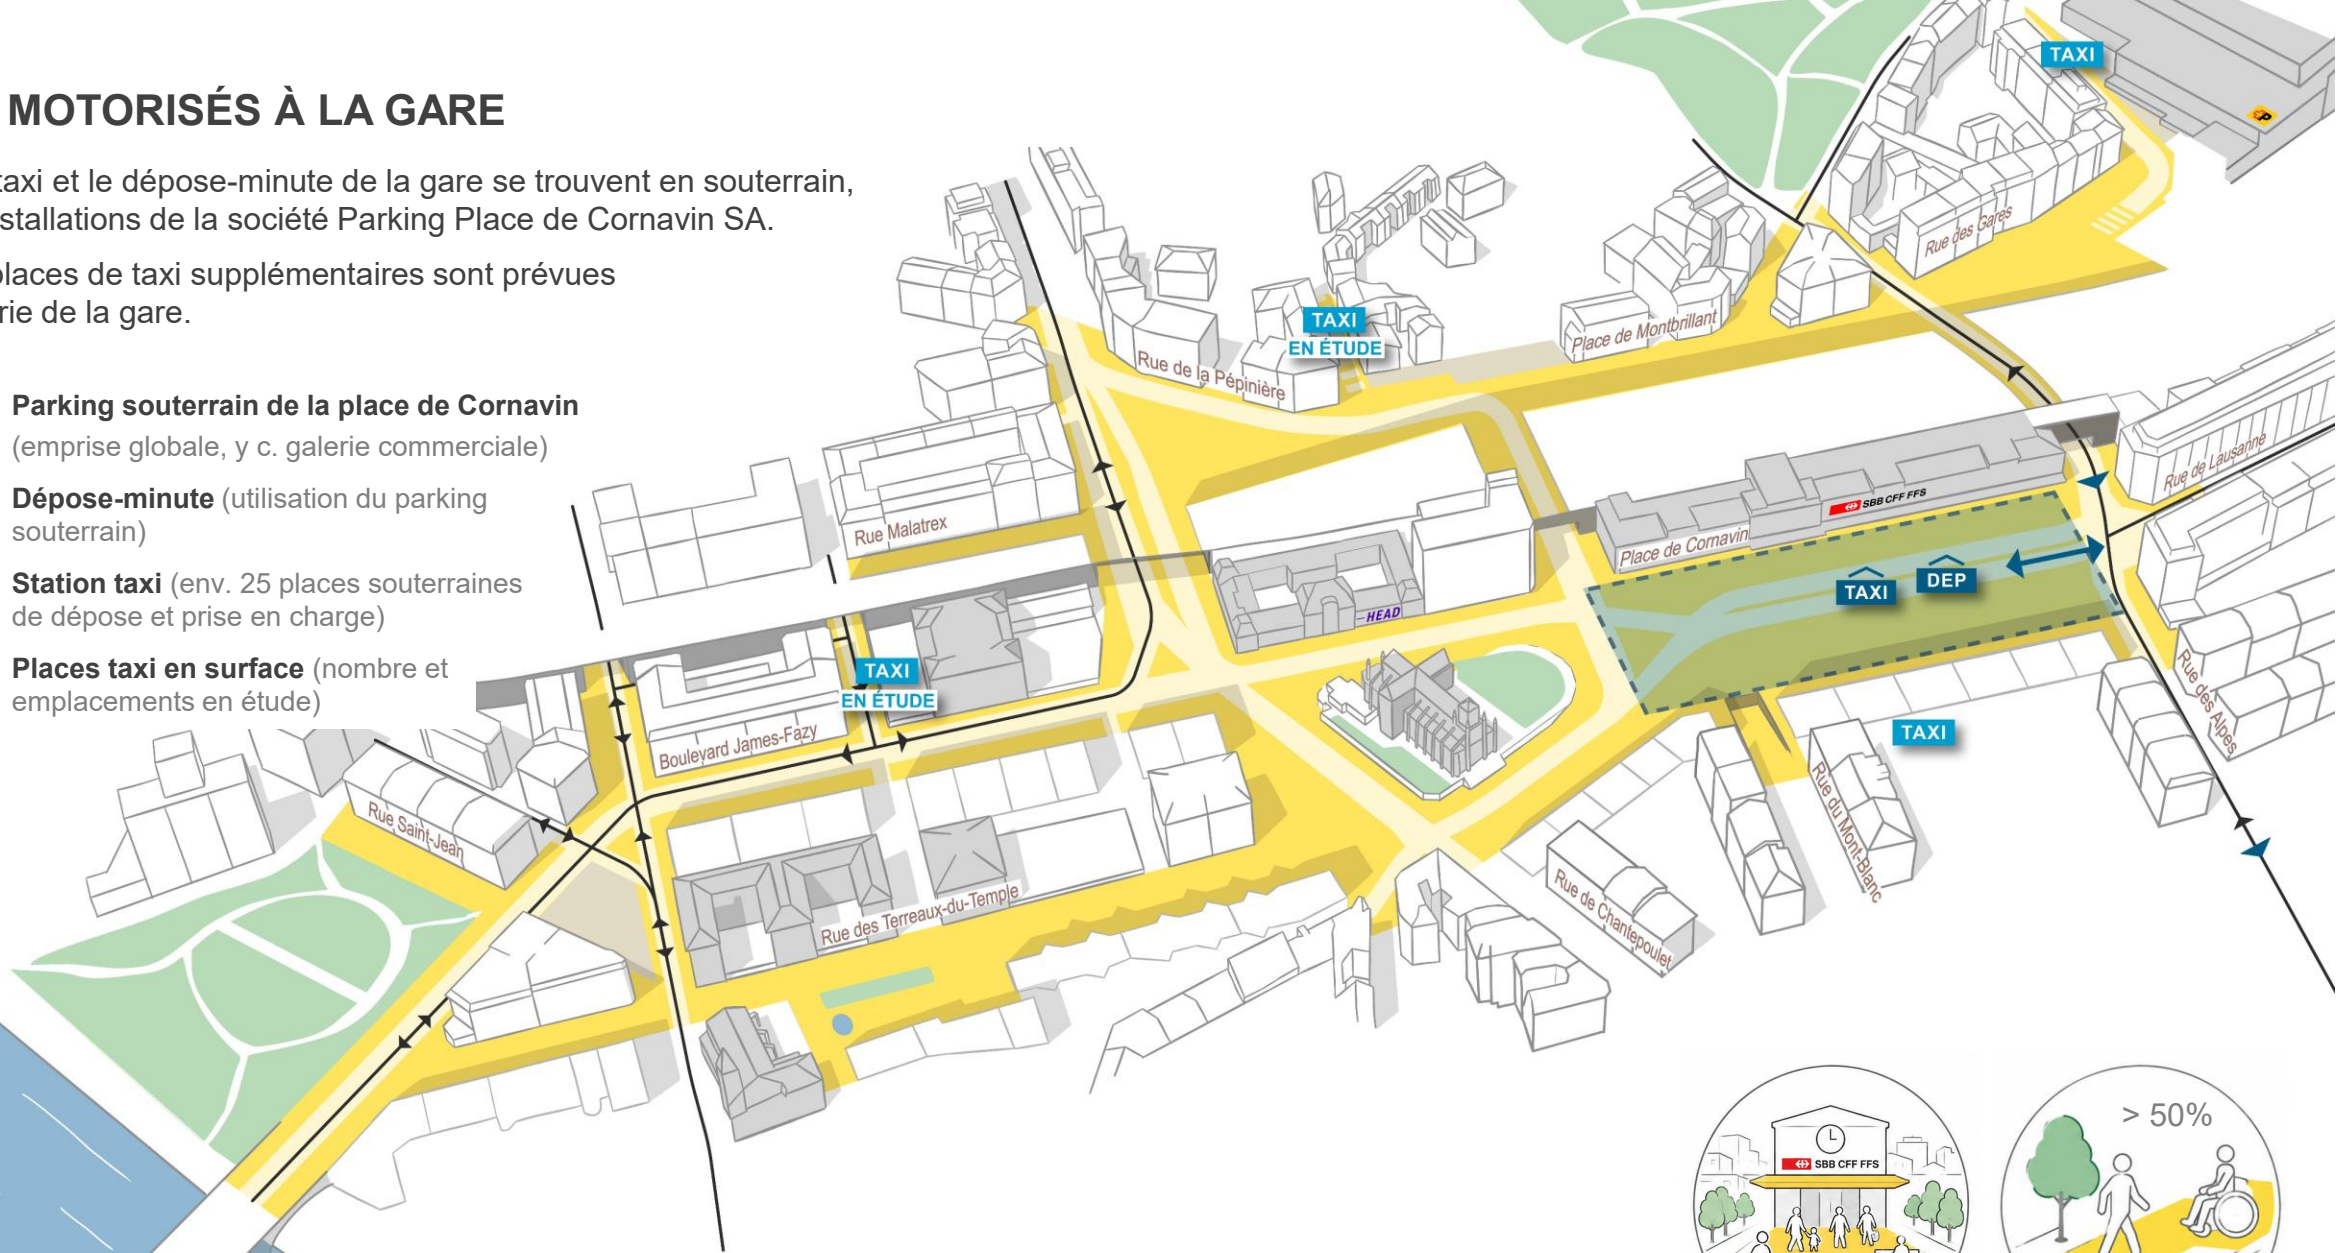 MOTORISÉS À LA GARE
taxi et le dépose-minute de la gare se trouvent en souterrain,
stallations de la société Parking Place de Cornavin SA.
places de taxi supplémentaires sont prévues
rie de la gare.
Parking souterrain de la place de Cornavin
(emprise globale, y c. galerie commerciale)
Dépose-minute (utilisation du parking
souterrain)
Station taxi (env. 25 places souterraines
de dépose et prise en charge)
Places taxi en surface (nombre et
emplacements en étude)
TAXI
P
Rue des Gares
TAXI
EN ÉTUDE
Place de Montbrillant
Rue de la Pépinière
Rue de Lausanne
SBB CFF FFS
Rue Malatrex
Place de Cornavin
TAXI
DEP
HEAD
TAXI
EN ÉTUDE
Rue des Alpes
TAXI
Boulevard James-Fazy
Rue du Mont-Blanc
Rue Saint-Jean
Rue des Terreaux-du-Temple
Rue de Chantepoulet
> 50%
SBB CFF FFS